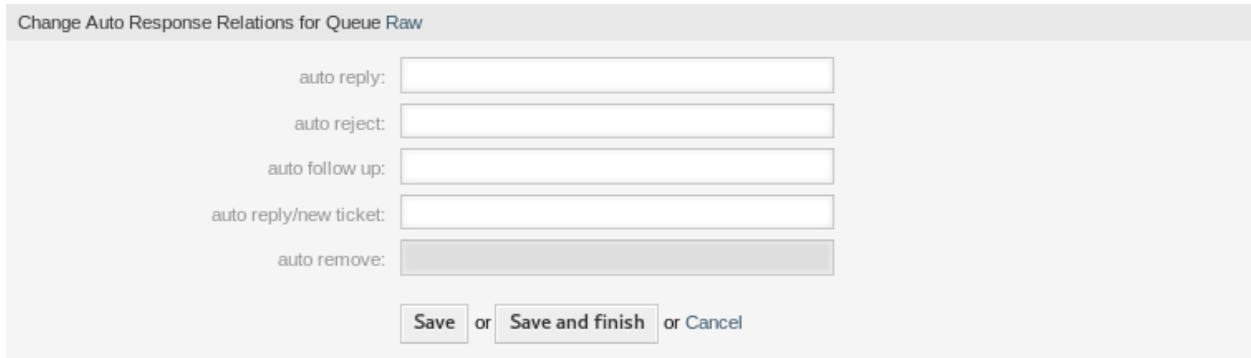 Change Auto Response Relations for Queue Raw
auto reply:
auto reject:
auto follow up:
auto reply/new ticket:
auto remove:
Save or Save and finish or Cancel